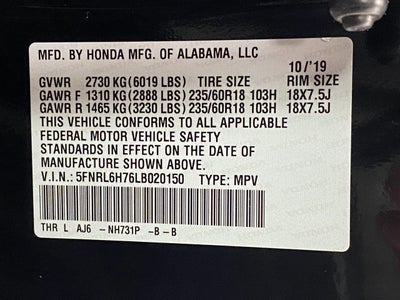 MFD. BY HONDA MFG. OF ALABAMA, LLC
10/'19
GVWR 2730 KG(6019 LBS) TIRE SIZE RIM SIZE
GAWR F 1310 KG(2888 LBS)235/60R18 103H 18X7.5J
GAWR R 1465 KG(3230 LBS)235/60R18 103H 18X7.5J
THIS VEHICLE CONFORMS TO ALL APPLICABLE
FEDERAL MOTOR VEHICLE SAFETY
STANDARDS IN EFFECT ON THE DATE OF
MANUFACTURE SHOWN ABOVE.
V.I.N.: 5FNRL6H76LB020150 TYPE: MPV
THR L AJ6 -NH731P -B-B